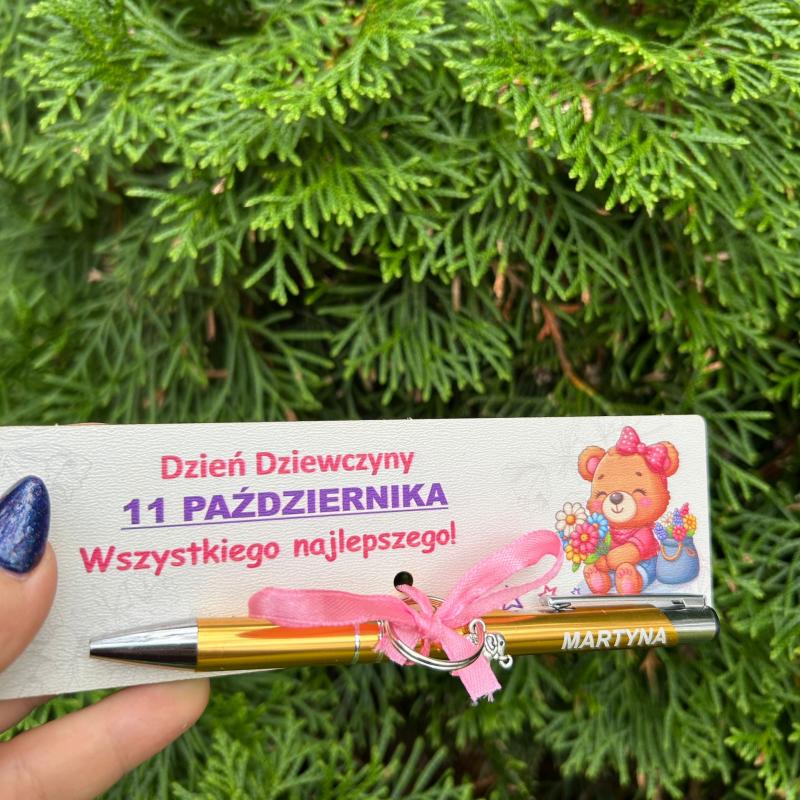 Dzień Dziewczyny
11 PAŹDZIERNIKA
Wszystkiego najlepszego!
MARTYNA